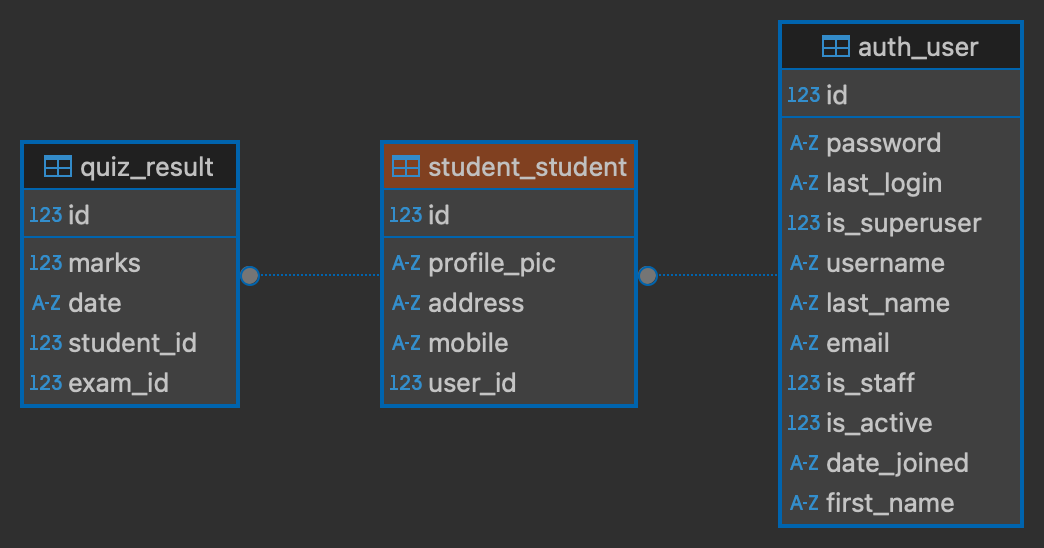 quiz_result
123 id
123 marks
A-Z date
123 student_id
123 exam_id
student_student
123 id
A-Z profile_pic
A-Z address
A-Z mobile
123 user_id
auth_user
123 id
A-Z password
A-Z last_login
123 is_superuser
A-Z username
A-Z last_name
A-Z email
123 is_staff
123 is_active
A-Z date_joined
A-Z first_name